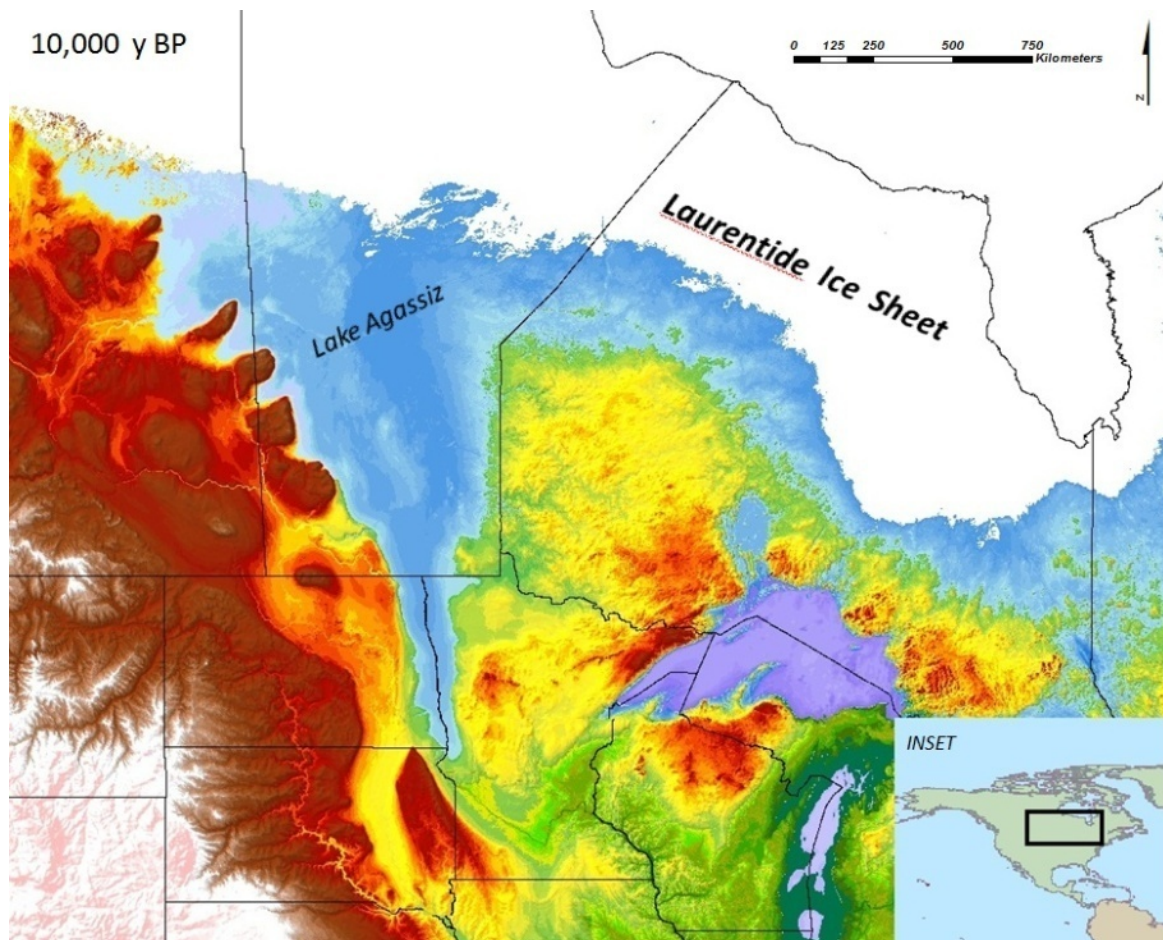 10,000 y BP
0 125 250 500 750
Kilometers
N
Laurentide Ice Sheet
Lake Agassiz
INSET